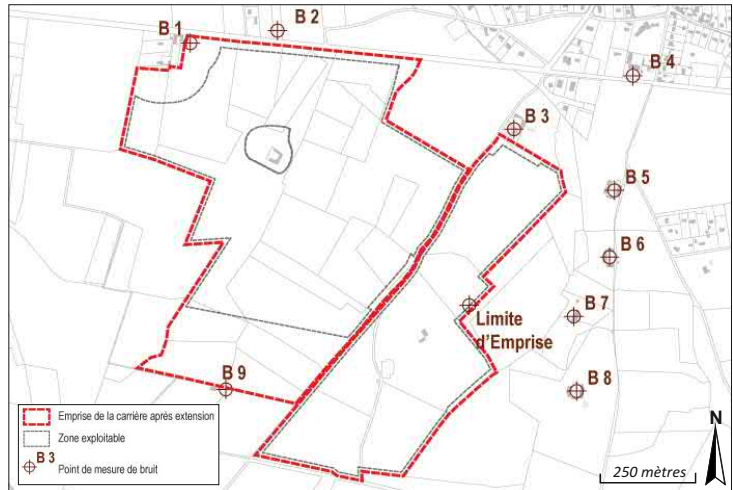 B 1
B 2
B 4
B 3
B 5
B 6
B 7
Limite
d'Emprise
B 8
B 9
Emprise de la carrière après extension
Zone exploitable
B 3
Point de mesure de bruit
250 mètres
N